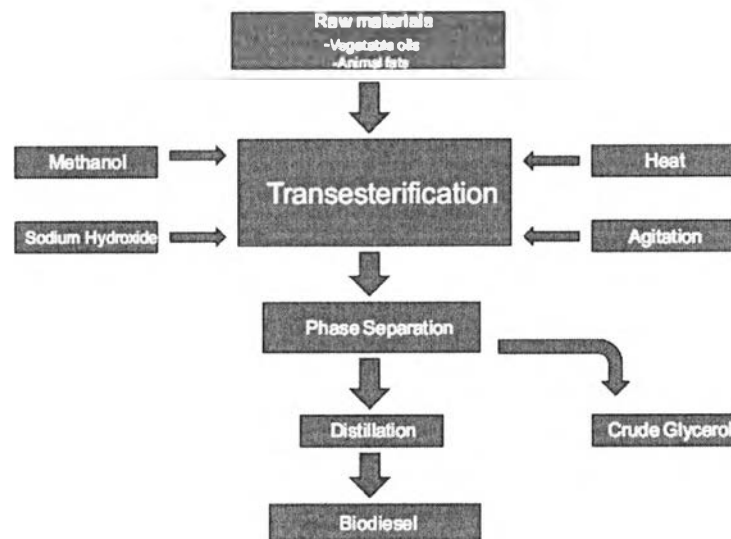 Raw materials
-Vegetable oils
-Animal fats
Methanol
Heat
Transesterification
Sodium Hydroxide
Agitation
Phase Separation
Distillation
Crude Glycerol
Biodiesel